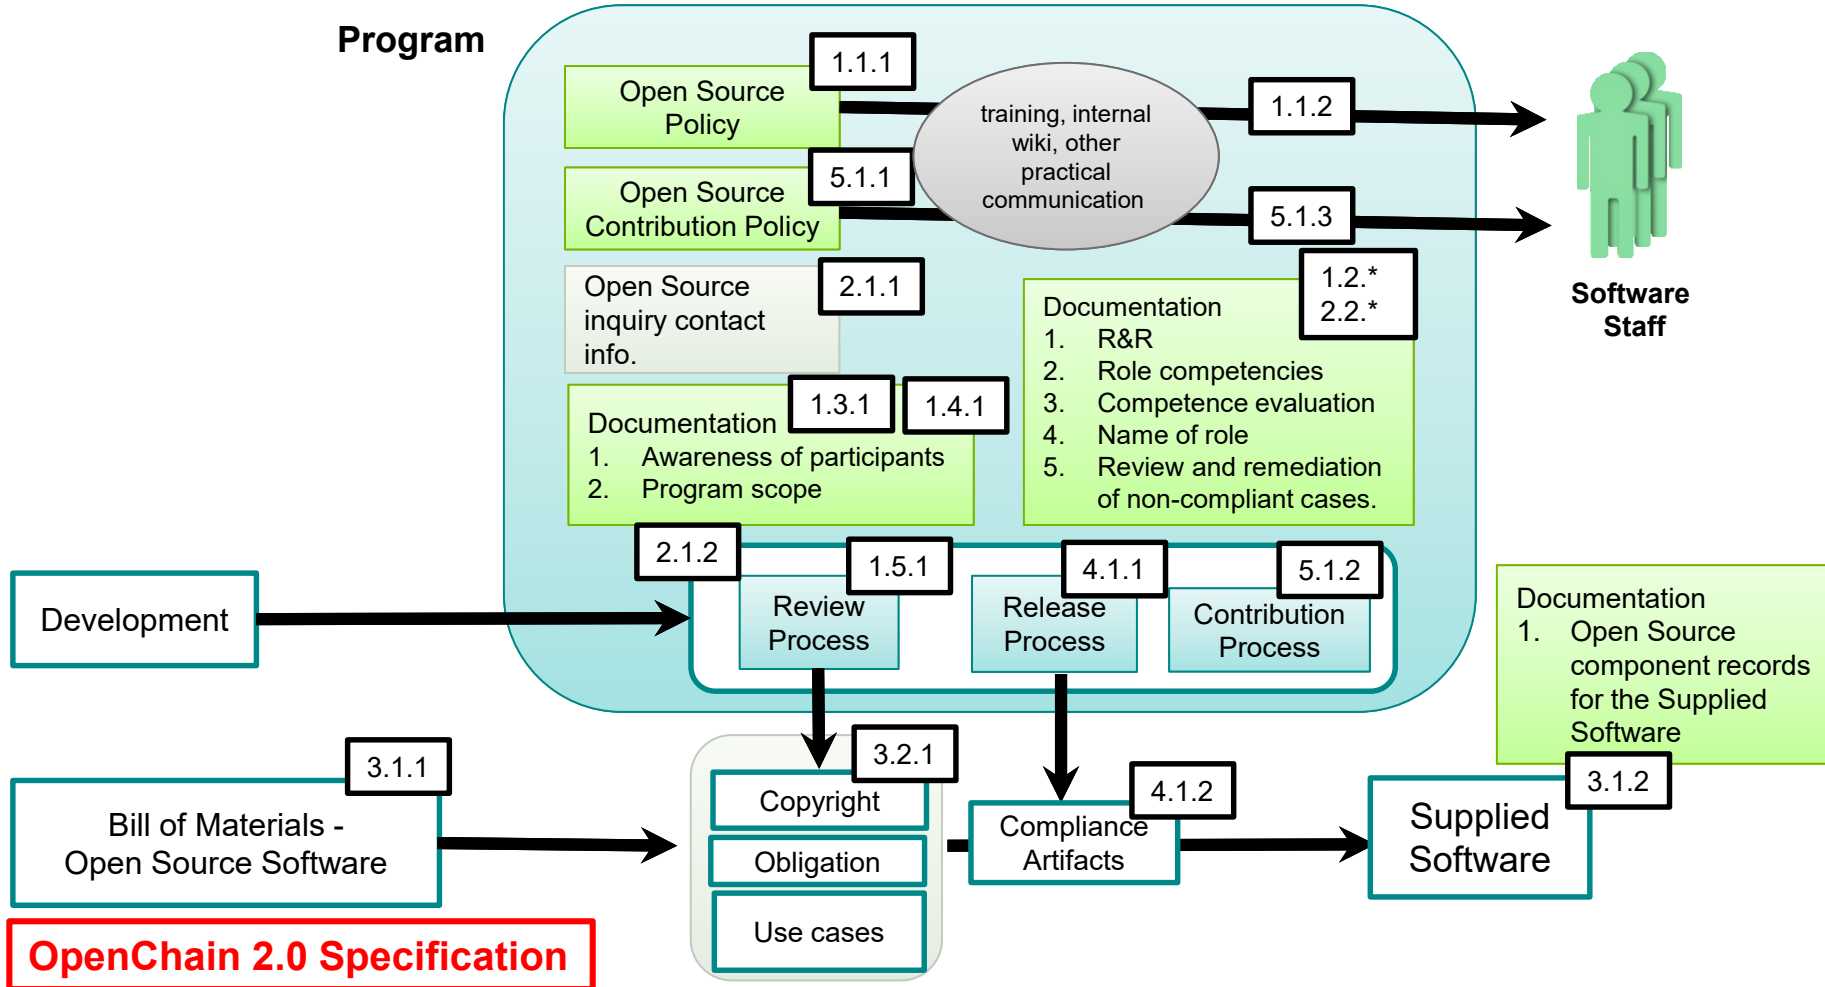 Program
1.1.1
Open Source
Policy
training, internal
wiki, other
practical
communication
1.1.2
5.1.1
Open Source
Contribution Policy
5.1.3
Software
Staff
2.1.1
Open Source
inquiry contact
info.
1.2.*
2.2.*
Documentation
1. R&R
2. Role competencies
3. Competence evaluation
4. Name of role
5. Review and remediation
of non-compliant cases.
1.3.1
1.4.1
Documentation
1. Awareness of participants
2. Program scope
2.1.2
1.5.1
4.1.1
5.1.2
Development
Review
Process
Release
Process
Contribution
Process
Documentation
1. Open Source
component records
for the Supplied
Software
3.1.1
Bill of Materials -
Open Source Software
3.2.1
Copyright
Obligation
Use cases
4.1.2
Compliance
Artifacts
3.1.2
Supplied
Software
OpenChain 2.0 Specification